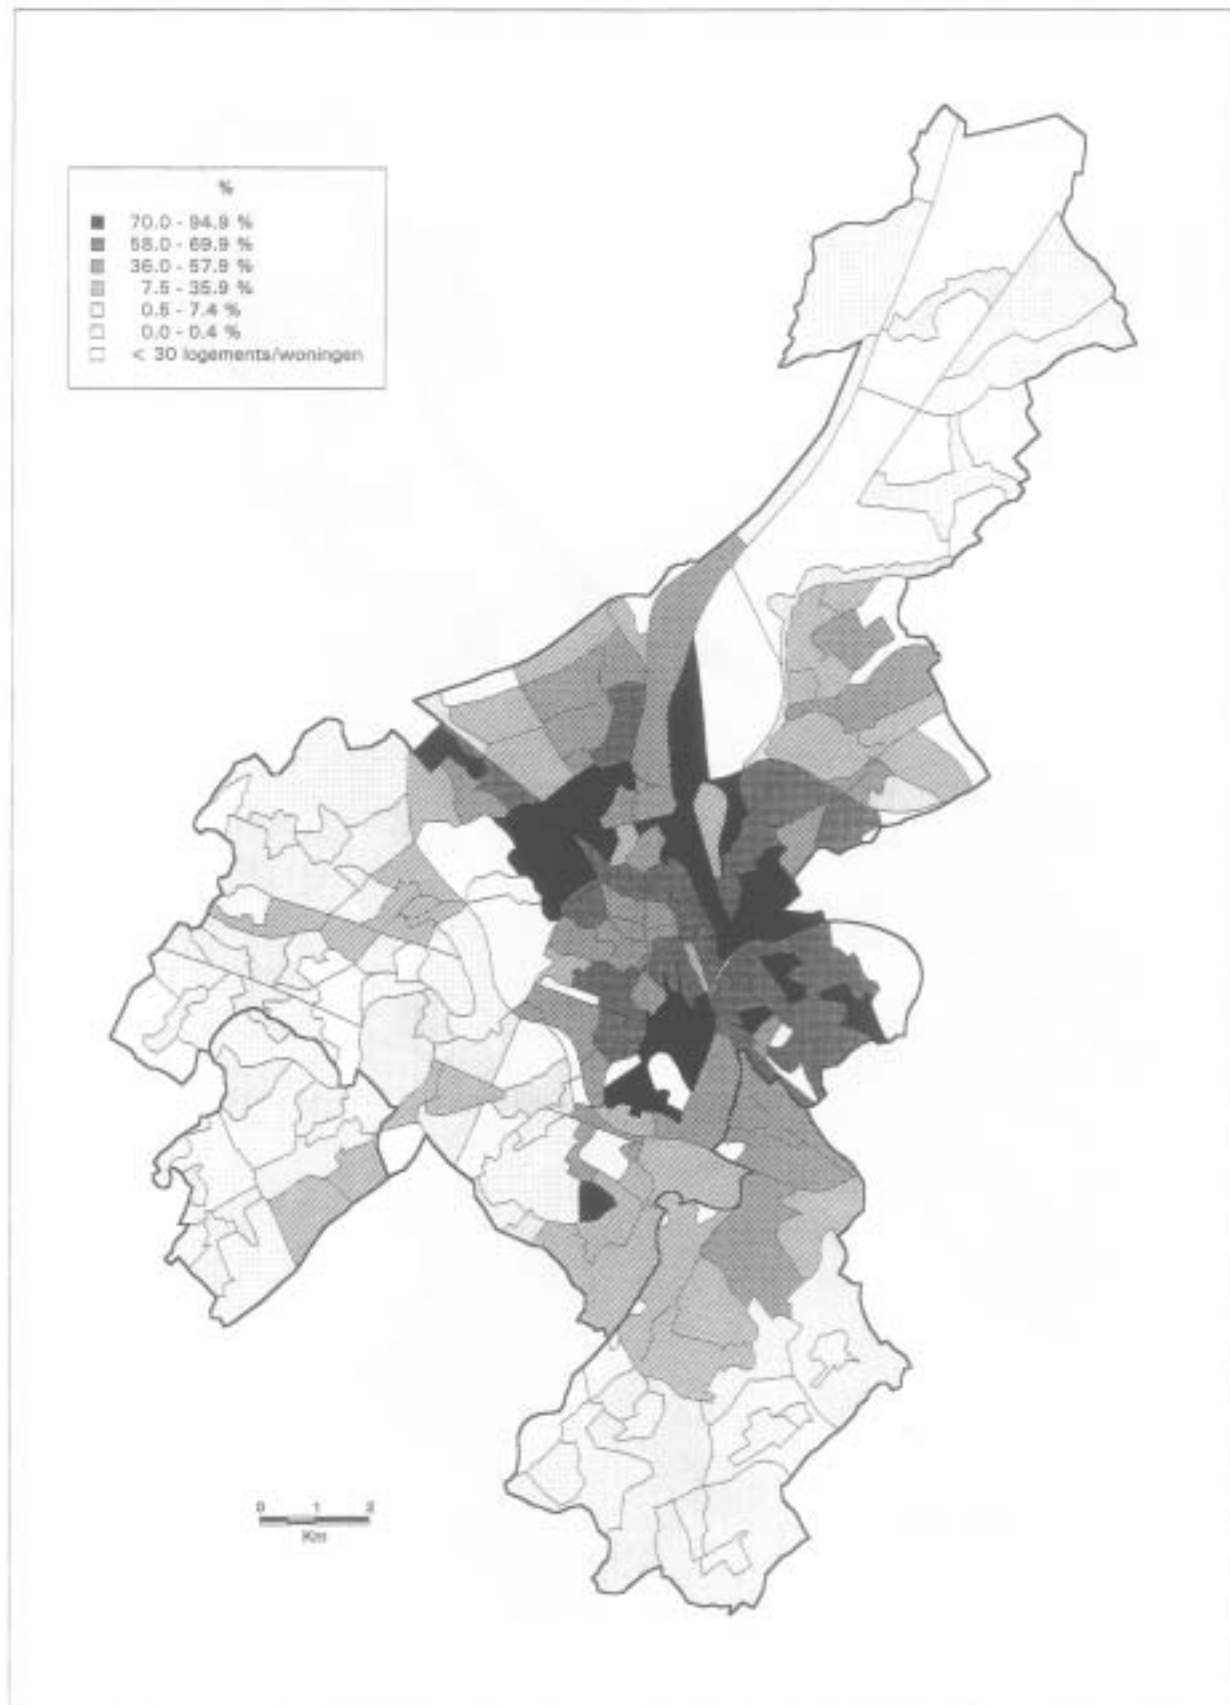 %
70.0 - 94.9 %
58.0 - 69.9 %
36.0 - 57.9 %
7.5 - 35.9 %
0.5 - 7.4 %
0.0 - 0.4 %
< 30 logements/woningen
0 1 2
Km